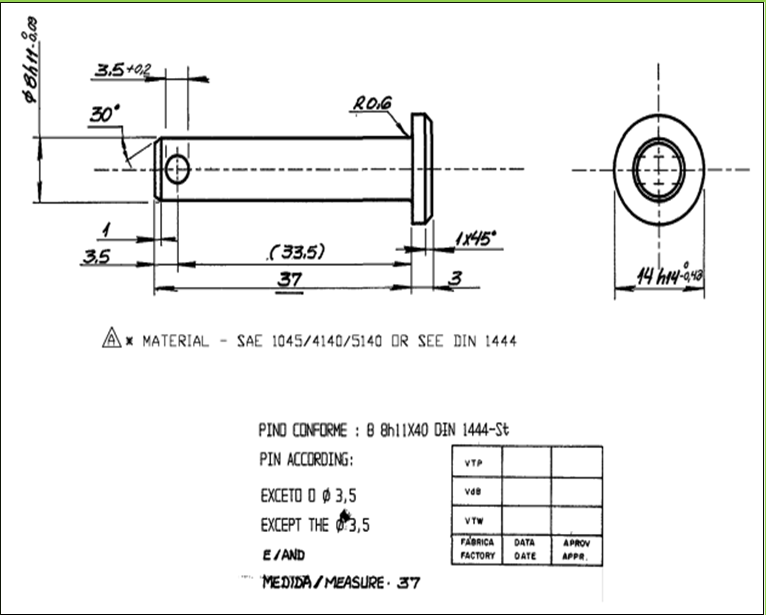 Φ8h11-0,09
3.5+0,2
30°
R0,6
1
1x45°
3.5
(33,5)
37
3
14 h14 0 -0,43
A * MATERIAL - SAE 1045/4140/5140 OR SEE DIN 1444
PINO CONFORME : B 8h11X40 DIN 1444-St
PIN ACCORDING:
EXCETO O Ø 3,5
EXCEPT THE Ø 3,5
E/AND
MEDIDA/MEASURE. 37
VTP
VdB
VTW
FÁBRICA DATA APROV
FACTORY DATE APPR.